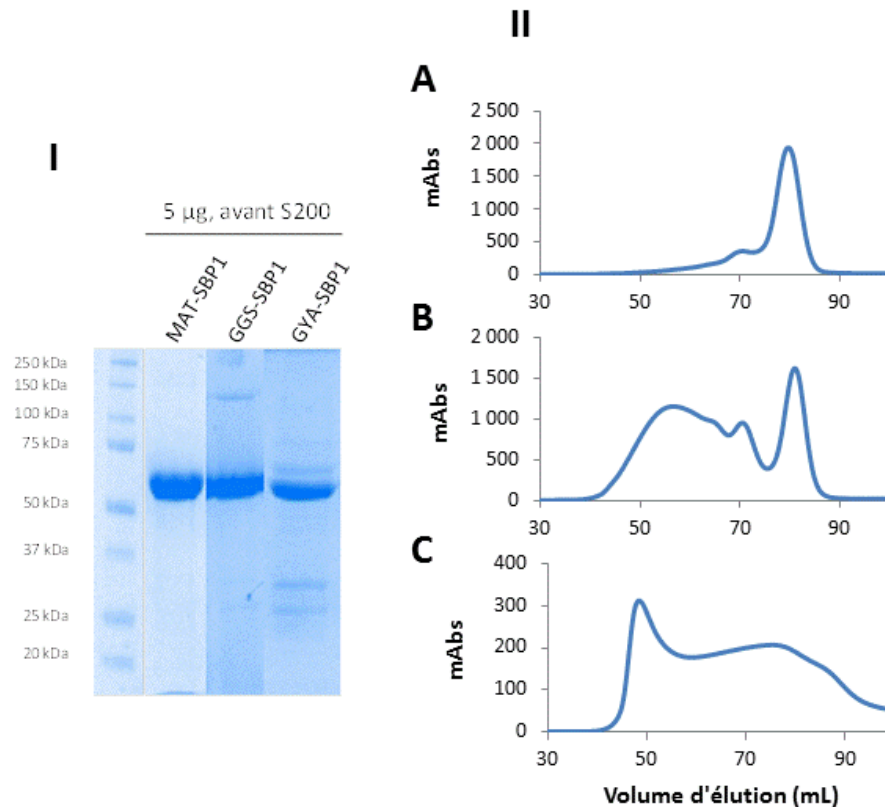 I
5 µg, avant S200
MAT-SBP1
GGS-SBP1
GYA-SBP1
250 kDa
150 kDa
100 kDa
75 kDa
50 kDa
37 kDa
25 kDa
20 kDa
II
A
2 500
2 000
1 500
1 000
500
0
mAbs
30 50 70 90
B
2 000
1 500
1 000
500
0
mAbs
30 50 70 90
C
400
300
200
100
0
mAbs
30 50 70 90
Volume d'élution (mL)